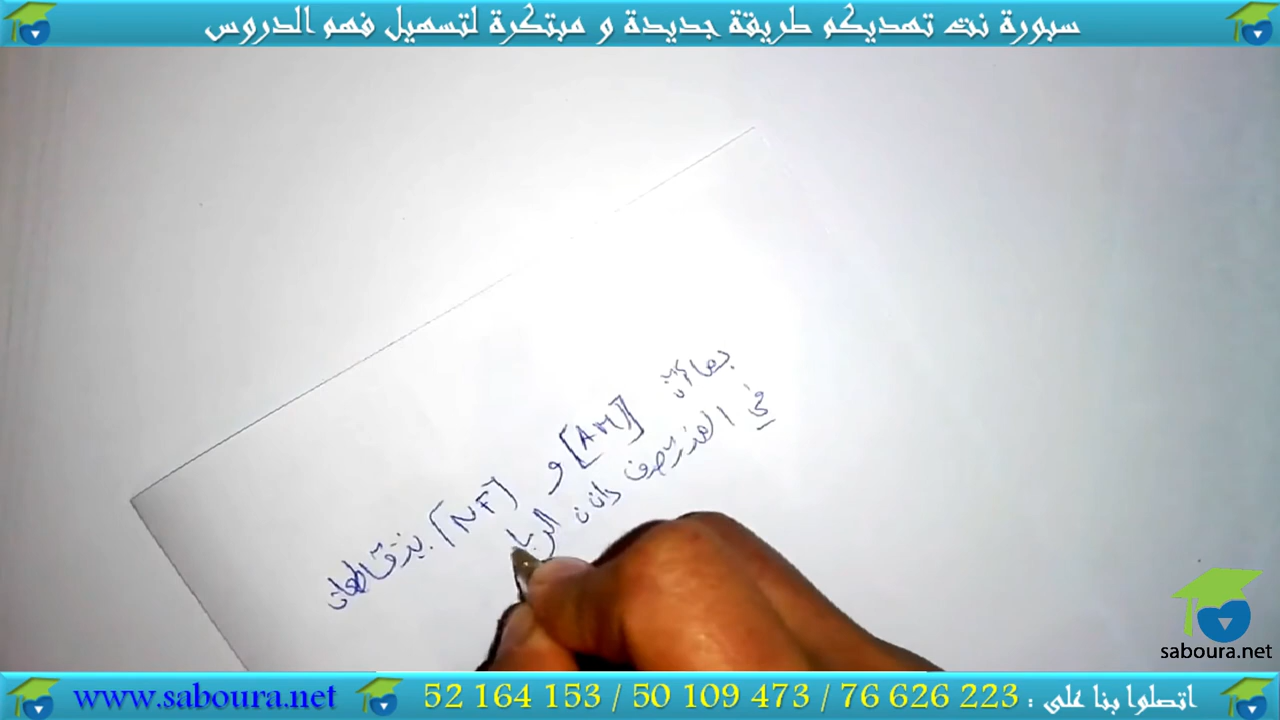 سبورة نت تهديكم طريقة جديدة و مبتكرة لتسهيل فهم الدروس
بما أن [AM] و [NF] يتقاطعان
في المنتصف فإن الربا
saboura.net
اتصلوا بنا على : 76 626 223 / 50 109 473 / 52 164 153
www.saboura.net